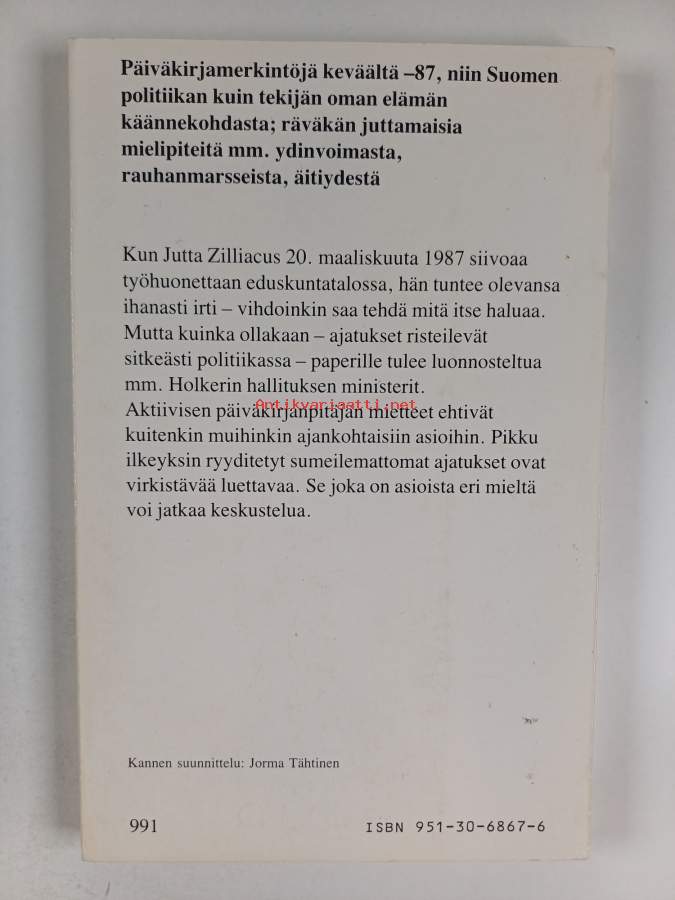 Päiväkirjamerkintöjä keväältä –87, niin Suomen
politiikan kuin tekijän oman elämän
käännekohdasta; räväkän juttamaisia
mielipiteitä mm. ydinvoimasta,
rauhanmarsseista, äitiydestä
Kun Jutta Zilliacus 20. maaliskuuta 1987 siivoaa
työhuonettaan eduskuntatalossa, hän tuntee olevansa
ihanasti irti – vihdoinkin saa tehdä mitä itse haluaa.
Mutta kuinka ollakaan – ajatukset risteilevät
sitkeästi politiikassa – paperille tulee luonnosteltua
mm. Holkerin hallituksen ministerit.
Antikvariaatti.net
Aktiivisen päiväkirjanpitäjän mietteet ehtivät
kuitenkin muihinkin ajankohtaisiin asioihin. Pikku
ilkeyksin ryyditetyt sumeilemattomat ajatukset ovat
virkistävää luettavaa. Se joka on asioista eri mieltä
voi jatkaa keskustelua.
Kannen suunnittelu: Jorma Tähtinen
991
ISBN 951-30-6867-6